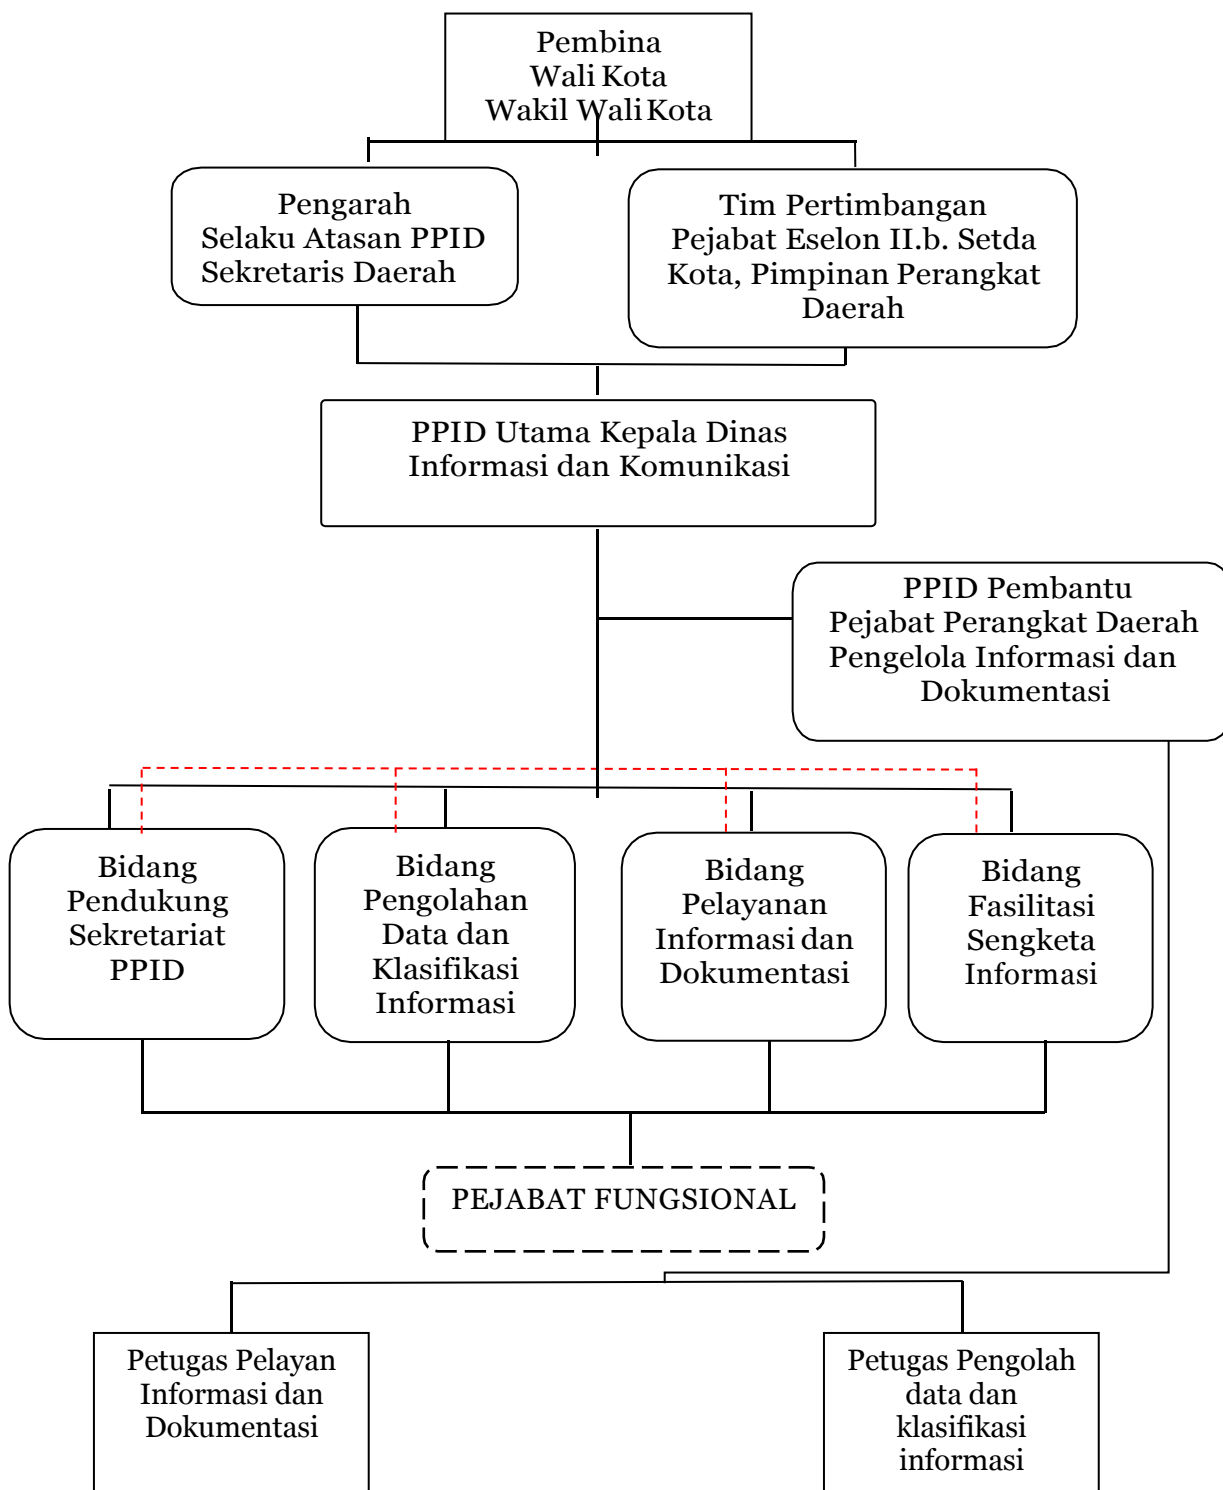 Pembina
Wali Kota
Wakil Wali Kota
Pengarah
Selaku Atasan PPID
Sekretaris Daerah
Tim Pertimbangan
Pejabat Eselon II.b. Setda
Kota, Pimpinan Perangkat
Daerah
PPID Utama Kepala Dinas
Informasi dan Komunikasi
PPID Pembantu
Pejabat Perangkat Daerah
Pengelola Informasi dan
Dokumentasi
Bidang
Pendukung
Sekretariat
PPID
Bidang
Pengolahan
Data dan
Klasifikasi
Informasi
Bidang
Pelayanan
Informasi dan
Dokumentasi
Bidang
Fasilitasi
Sengketa
Informasi
PEJABAT FUNGSIONAL
Petugas Pelayan
Informasi dan
Dokumentasi
Petugas Pengolah
data dan
klasifikasi
informasi